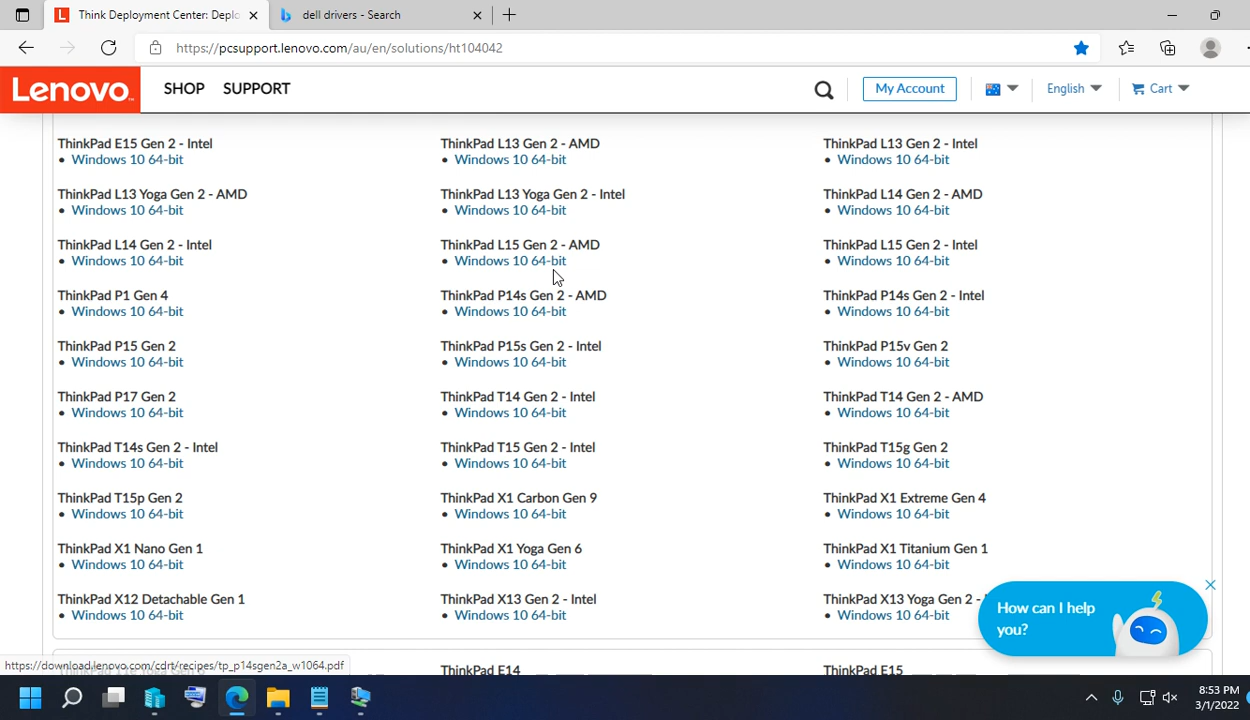 Think Deployment Center: Deplo
dell drivers - Search
https://pcsupport.lenovo.com/au/en/solutions/ht104042
Lenovo
SHOP SUPPORT
My Account
English
Cart
ThinkPad E15 Gen 2 - Intel
• Windows 10 64-bit
ThinkPad L13 Gen 2 - AMD
• Windows 10 64-bit
ThinkPad L13 Gen 2 - Intel
• Windows 10 64-bit
ThinkPad L13 Yoga Gen 2 - AMD
• Windows 10 64-bit
ThinkPad L13 Yoga Gen 2 - Intel
• Windows 10 64-bit
ThinkPad L14 Gen 2 - AMD
• Windows 10 64-bit
ThinkPad L14 Gen 2 - Intel
• Windows 10 64-bit
ThinkPad L15 Gen 2 - AMD
• Windows 10 64-bit
ThinkPad L15 Gen 2 - Intel
• Windows 10 64-bit
ThinkPad P1 Gen 4
• Windows 10 64-bit
ThinkPad P14s Gen 2 - AMD
• Windows 10 64-bit
ThinkPad P14s Gen 2 - Intel
• Windows 10 64-bit
ThinkPad P15 Gen 2
• Windows 10 64-bit
ThinkPad P15s Gen 2 - Intel
• Windows 10 64-bit
ThinkPad P15v Gen 2
• Windows 10 64-bit
ThinkPad P17 Gen 2
• Windows 10 64-bit
ThinkPad T14 Gen 2 - Intel
• Windows 10 64-bit
ThinkPad T14 Gen 2 - AMD
• Windows 10 64-bit
ThinkPad T14s Gen 2 - Intel
• Windows 10 64-bit
ThinkPad T15 Gen 2 - Intel
• Windows 10 64-bit
ThinkPad T15g Gen 2
• Windows 10 64-bit
ThinkPad T15p Gen 2
• Windows 10 64-bit
ThinkPad X1 Carbon Gen 9
• Windows 10 64-bit
ThinkPad X1 Extreme Gen 4
• Windows 10 64-bit
ThinkPad X1 Nano Gen 1
• Windows 10 64-bit
ThinkPad X1 Yoga Gen 6
• Windows 10 64-bit
ThinkPad X1 Titanium Gen 1
• Windows 10 64-bit
ThinkPad X12 Detachable Gen 1
• Windows 10 64-bit
ThinkPad X13 Gen 2 - Intel
• Windows 10 64-bit
ThinkPad X13 Yoga Gen 2 -
• Windows 10 64-bit
How can I help
you?
https://download.lenovo.com/cdrt/recipes/tp_p14sgen2a_w1064.pdf
ThinkPad E14
ThinkPad E15
8:53 PM
3/1/2022